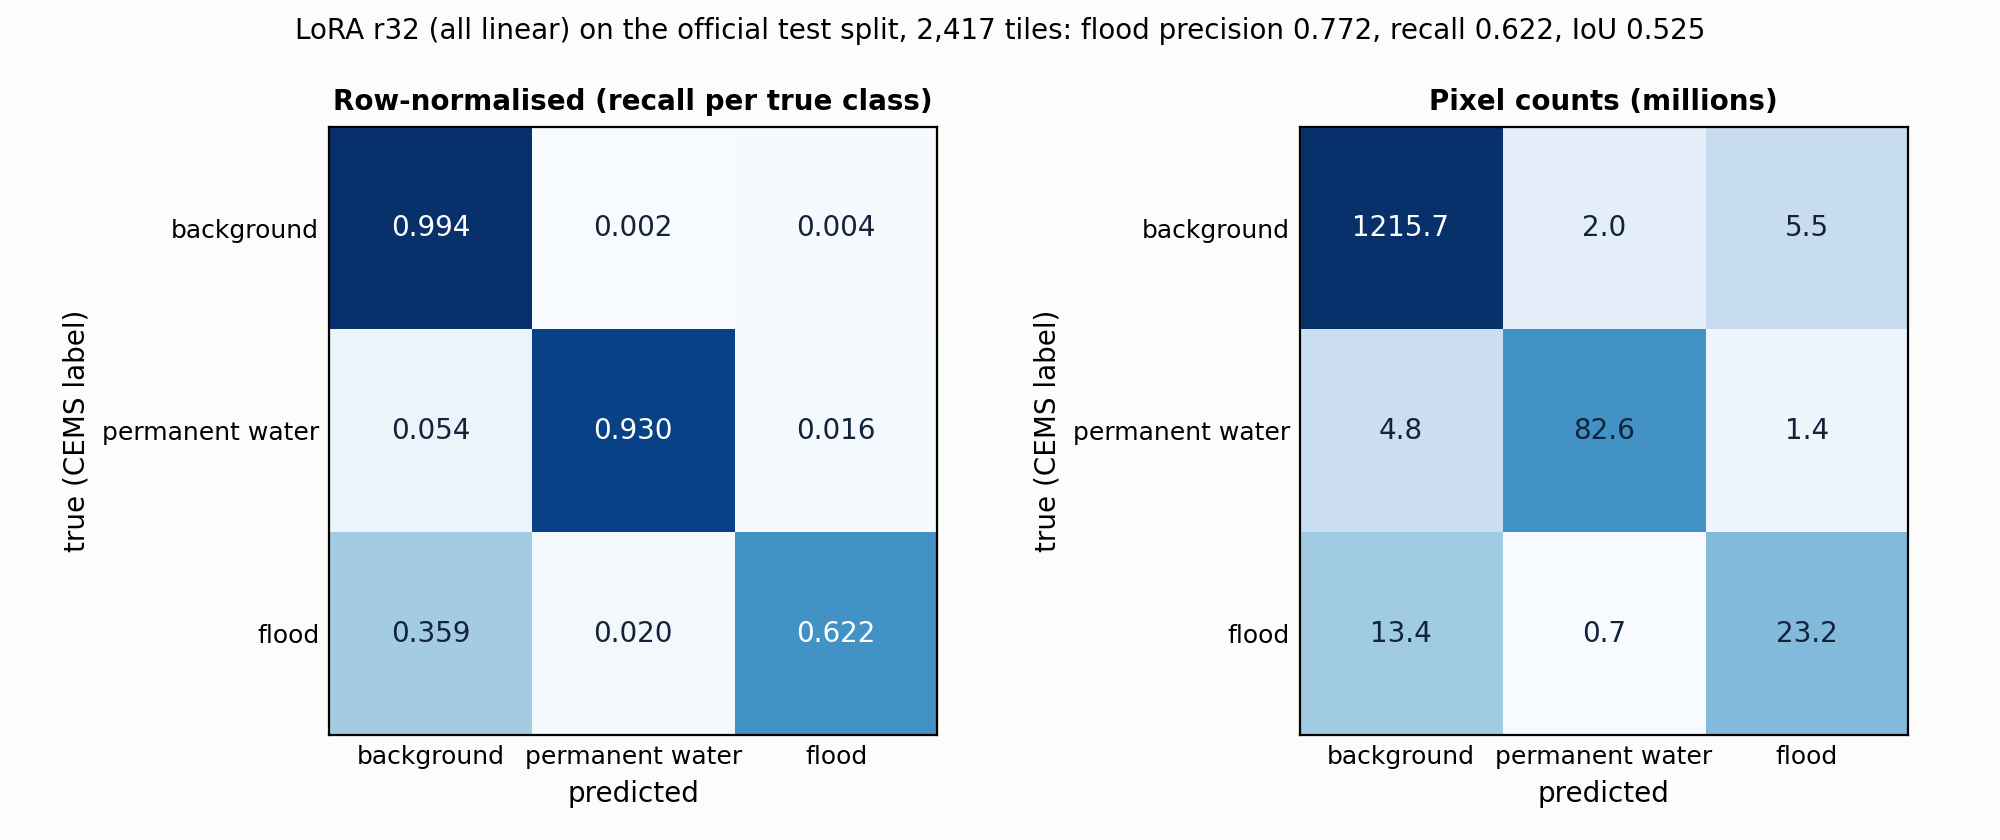 LoRA r32 (all linear) on the official test split, 2,417 tiles: flood precision 0.772, recall 0.622, IoU 0.525
Row-normalised (recall per true class)
true (CEMS label)
background 0.994 0.002 0.004
permanent water 0.054 0.930 0.016
flood 0.359 0.020 0.622
background permanent water flood
predicted
Pixel counts (millions)
true (CEMS label)
background 1215.7 2.0 5.5
permanent water 4.8 82.6 1.4
flood 13.4 0.7 23.2
background permanent water flood
predicted